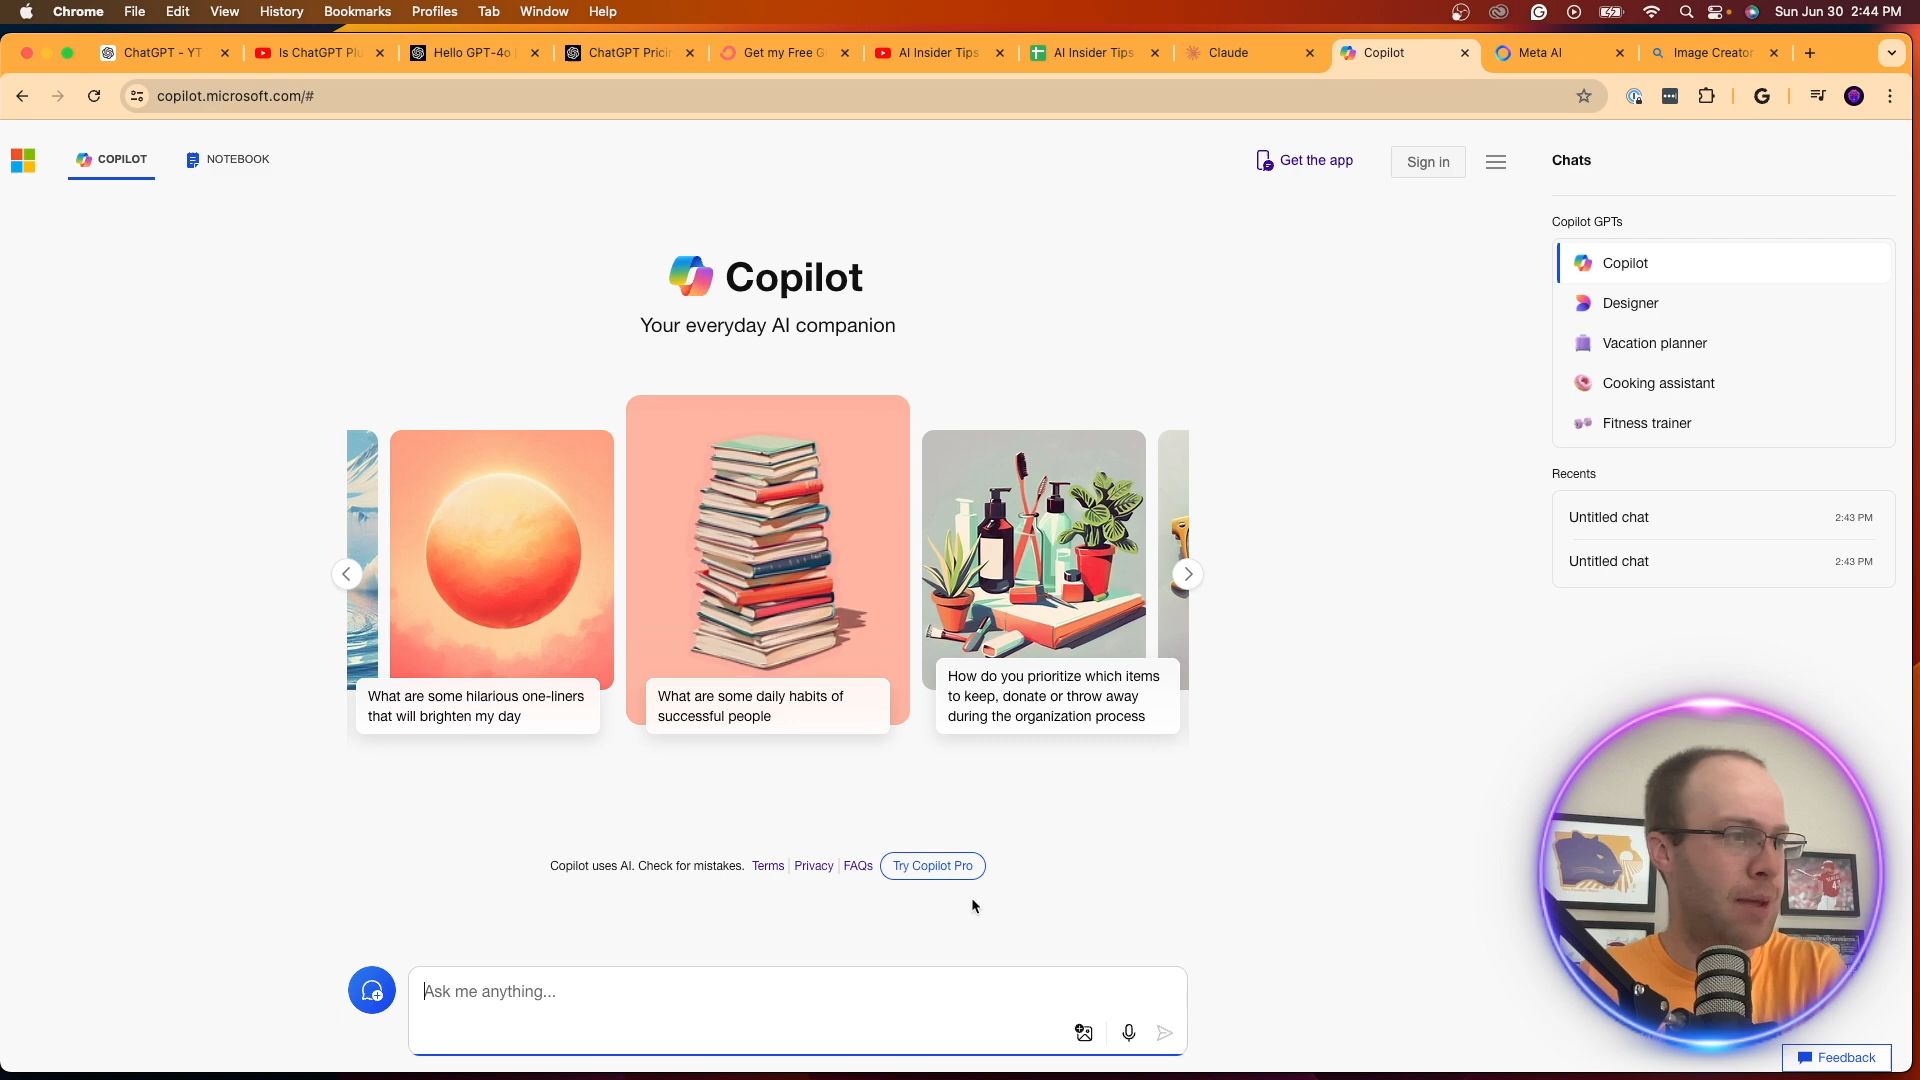 Chrome File Edit View History Bookmarks Profiles Tab Window Help
Sun Jun 30 2:44 PM
ChatGPT - YT
Is ChatGPT Plu
Hello GPT-4o
ChatGPT Pricin
Get my Free G
AI Insider Tips
AI Insider Tips
Claude
Copilot
Meta AI
Image Creator
copilot.microsoft.com/#
COPILOT
NOTEBOOK
Get the app
Sign in
Chats
Copilot GPTs
Copilot
Designer
Vacation planner
Cooking assistant
Fitness trainer
Recents
Untitled chat 2:43 PM
Untitled chat 2:43 PM
Copilot
Your everyday AI companion
What are some hilarious one-liners
that will brighten my day
What are some daily habits of
successful people
How do you prioritize which items
to keep, donate or throw away
during the organization process
Copilot uses AI. Check for mistakes. Terms Privacy FAQs Try Copilot Pro
Ask me anything...
Feedback